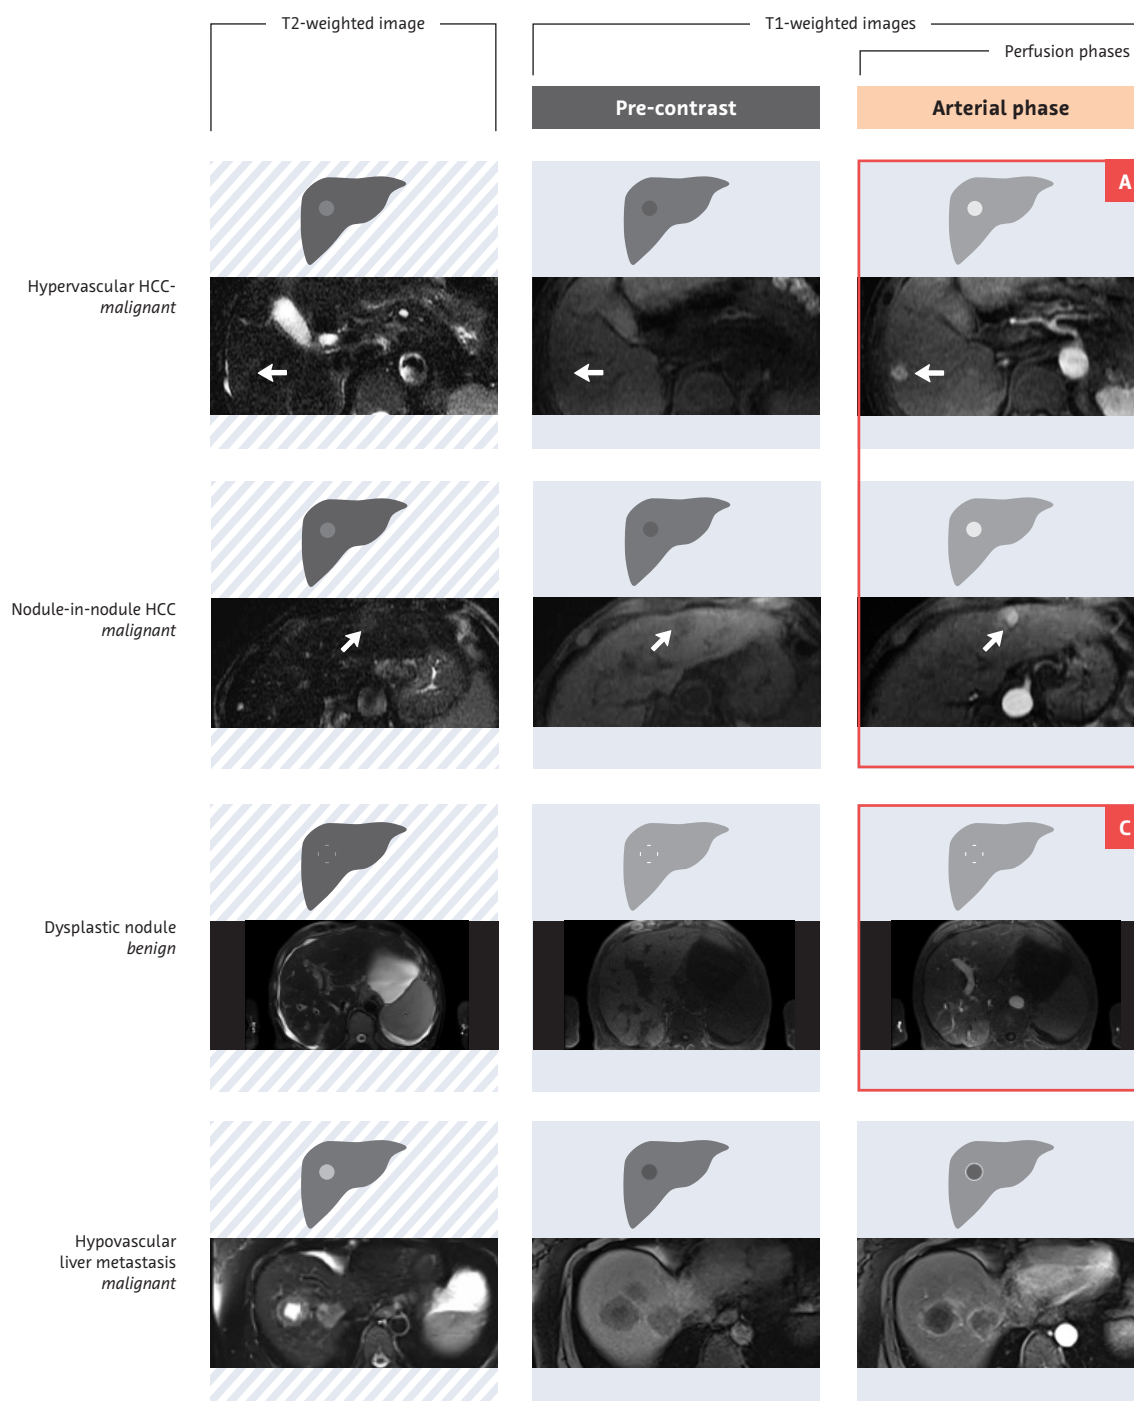 T2-weighted image
T1-weighted images
Perfusion phases
Pre-contrast
Arterial phase
A
Hypervascular HCC-
malignant
Nodule-in-nodule HCC
malignant
C
Dysplastic nodule
benign
Hypovascular
liver metastasis
malignant